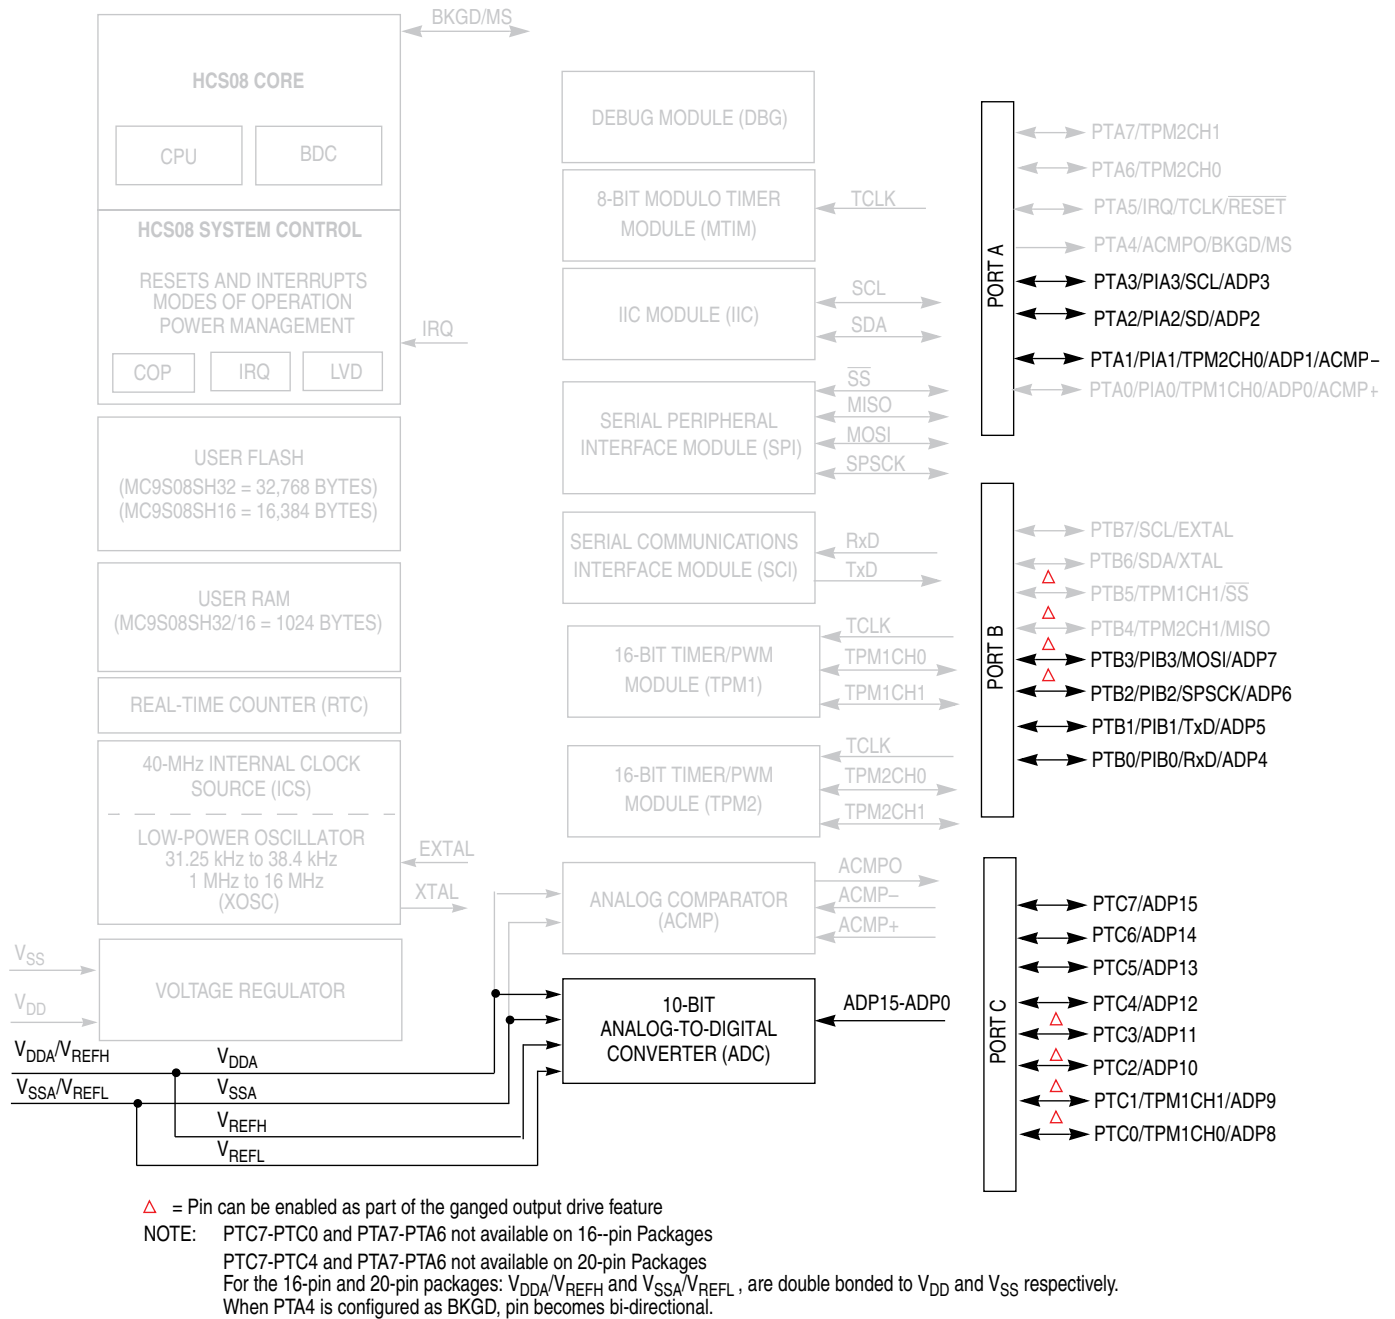 BKGD/MS
HCS08 CORE
CPU
BDC
HCS08 SYSTEM CONTROL
RESETS AND INTERRUPTS
MODES OF OPERATION
POWER MANAGEMENT
COP
IRQ
LVD
IRQ
USER FLASH
(MC9S08SH32 = 32,768 BYTES)
(MC9S08SH16 = 16,384 BYTES)
USER RAM
(MC9S08SH32/16 = 1024 BYTES)
REAL-TIME COUNTER (RTC)
40-MHz INTERNAL CLOCK
SOURCE (ICS)
LOW-POWER OSCILLATOR
31.25 kHz to 38.4 kHz
1 MHz to 16 MHz
(XOSC)
EXTAL
XTAL
VSS
VDD
VOLTAGE REGULATOR
VDDA/VREFH
VSSA/VREFL
VDDA
VSSA
VREFH
VREFL
DEBUG MODULE (DBG)
8-BIT MODULO TIMER
MODULE (MTIM)
TCLK
IIC MODULE (IIC)
SCL
SDA
SERIAL PERIPHERAL
INTERFACE MODULE (SPI)
SS
MISO
MOSI
SPSCK
SERIAL COMMUNICATIONS
INTERFACE MODULE (SCI)
RxD
TxD
16-BIT TIMER/PWM
MODULE (TPM1)
TCLK
TPM1CH0
TPM1CH1
16-BIT TIMER/PWM
MODULE (TPM2)
TCLK
TPM2CH0
TPM2CH1
ANALOG COMPARATOR
(ACMP)
ACMPO
ACMP–
ACMP+
10-BIT
ANALOG-TO-DIGITAL
CONVERTER (ADC)
ADP15-ADP0
PORT A
PTA7/TPM2CH1
PTA6/TPM2CH0
PTA5/IRQ/TCLK/RESET
PTA4/ACMPO/BKGD/MS
PTA3/PIA3/SCL/ADP3
PTA2/PIA2/SD/ADP2
PTA1/PIA1/TPM2CH0/ADP1/ACMP–
PTA0/PIA0/TPM1CH0/ADP0/ACMP+
PORT B
PTB7/SCL/EXTAL
PTB6/SDA/XTAL
PTB5/TPM1CH1/SS
PTB4/TPM2CH1/MISO
PTB3/PIB3/MOSI/ADP7
PTB2/PIB2/SPSCK/ADP6
PTB1/PIB1/TxD/ADP5
PTB0/PIB0/RxD/ADP4
PORT C
PTC7/ADP15
PTC6/ADP14
PTC5/ADP13
PTC4/ADP12
PTC3/ADP11
PTC2/ADP10
PTC1/TPM1CH1/ADP9
PTC0/TPM1CH0/ADP8
Δ = Pin can be enabled as part of the ganged output drive feature
NOTE: PTC7-PTC0 and PTA7-PTA6 not available on 16--pin Packages
PTC7-PTC4 and PTA7-PTA6 not available on 20-pin Packages
For the 16-pin and 20-pin packages: VDDA/VREFH and VSSA/VREFL , are double bonded to VDD and VSS respectively.
When PTA4 is configured as BKGD, pin becomes bi-directional.